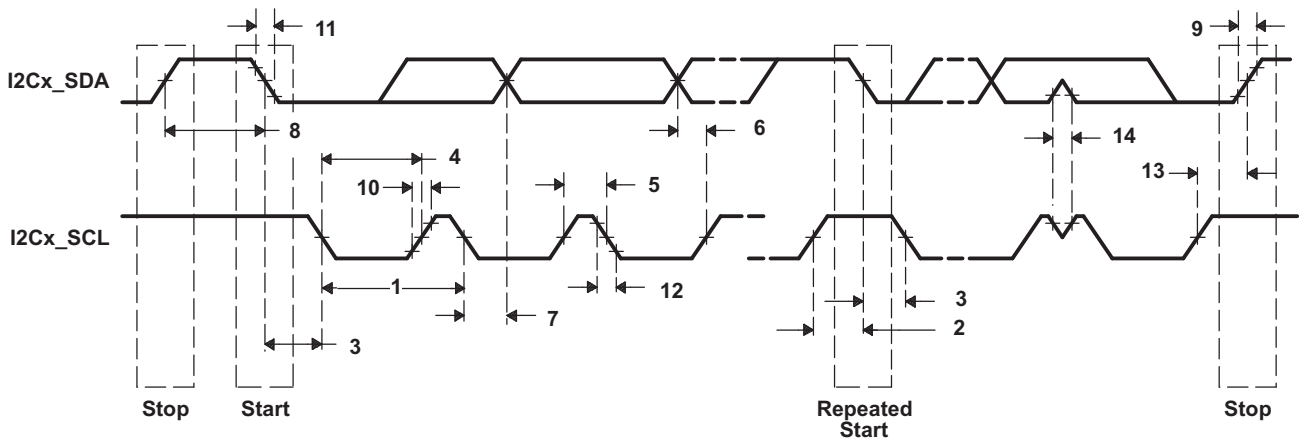 11
9
I2Cx_SDA
8
6
14
4
10
5
13
I2Cx_SCL
1
12
7
3
3
2
Stop
Start
Repeated
Start
Stop